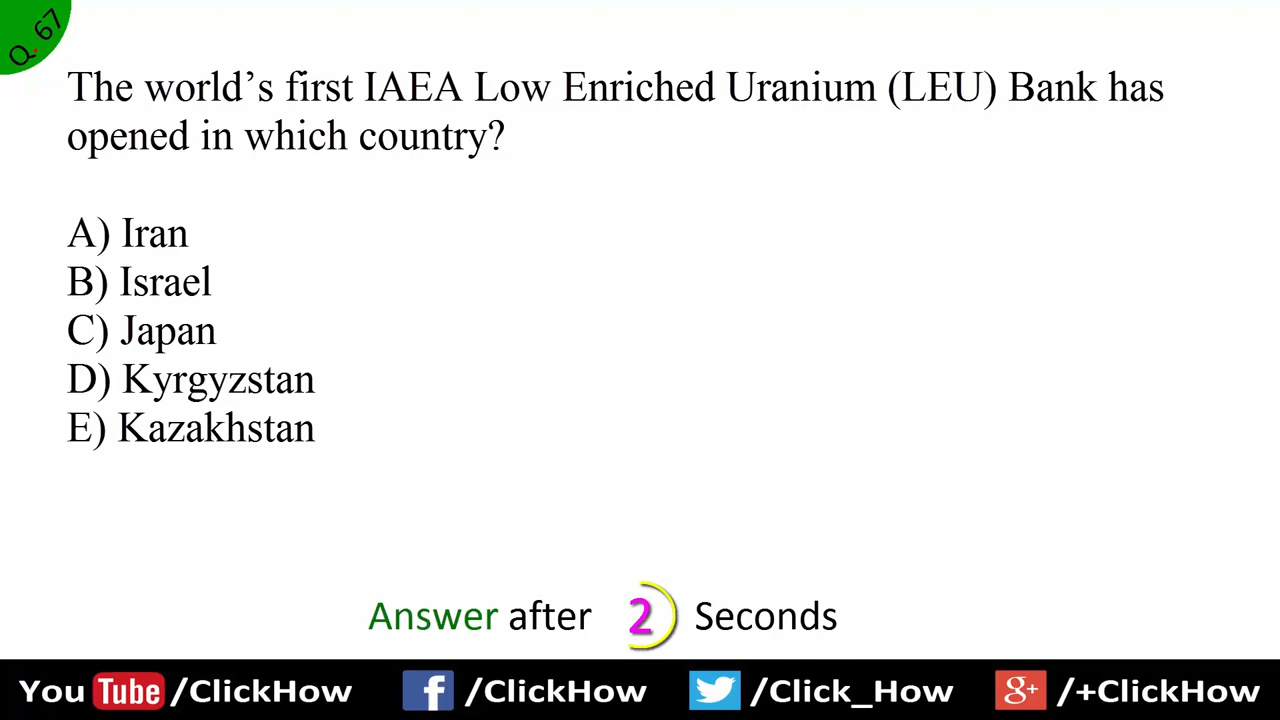 Q. 67
The world’s first IAEA Low Enriched Uranium (LEU) Bank has
opened in which country?
A) Iran
B) Israel
C) Japan
D) Kyrgyzstan
E) Kazakhstan
Answer after 2 Seconds
You Tube /ClickHow f /ClickHow /Click_How g+ /+ClickHow